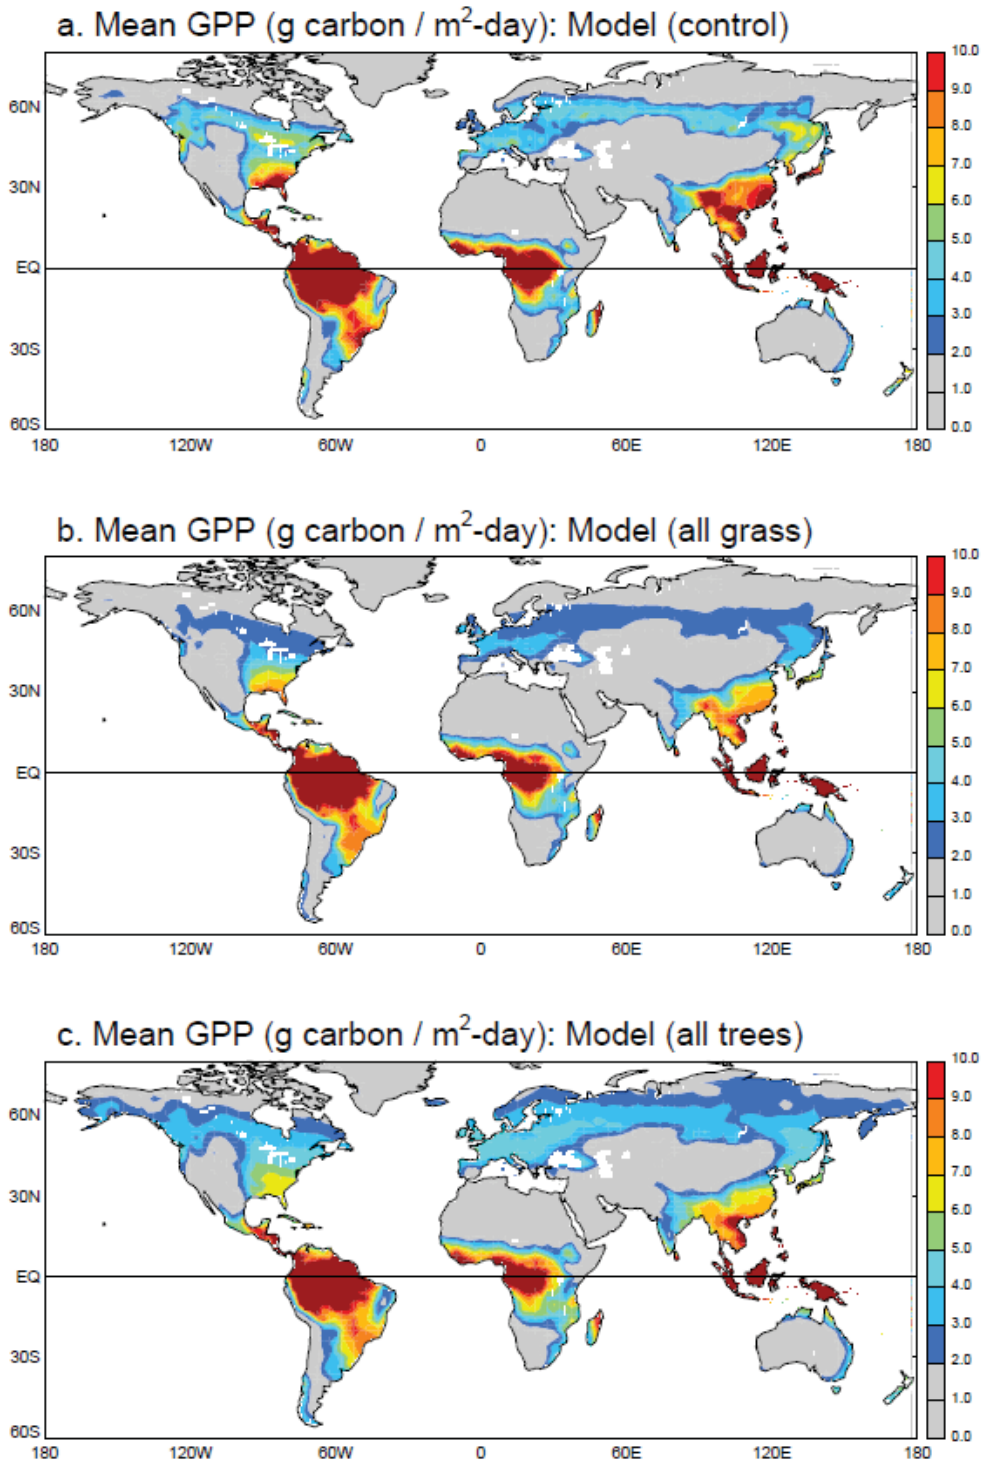 a. Mean GPP (g carbon / m²-day): Model (control)
10.0
9.0
8.0
7.0
6.0
5.0
4.0
3.0
2.0
1.0
0.0
60N
30N
EQ
30S
60S
180 120W 60W 0 60E 120E 180
b. Mean GPP (g carbon / m²-day): Model (all grass)
10.0
9.0
8.0
7.0
6.0
5.0
4.0
3.0
2.0
1.0
0.0
60N
30N
EQ
30S
60S
180 120W 60W 0 60E 120E 180
c. Mean GPP (g carbon / m²-day): Model (all trees)
10.0
9.0
8.0
7.0
6.0
5.0
4.0
3.0
2.0
1.0
0.0
60N
30N
EQ
30S
60S
180 120W 60W 0 60E 120E 180